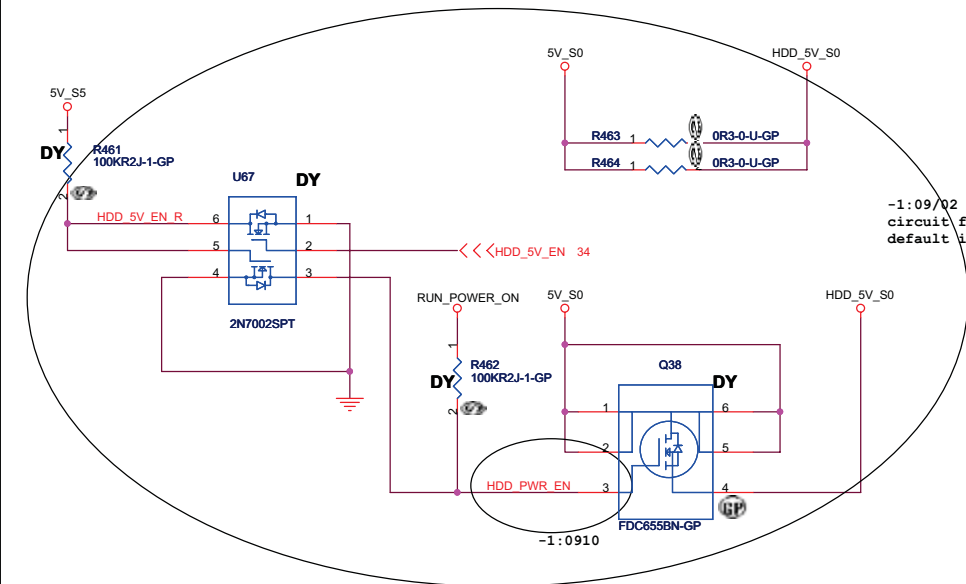 5V_S0
HDD_5V_S0
5V_S5
1
DY
R461
100KR2J-1-GP
2
R463
1
0R3-0-U-GP
R464
1
2
0R3-0-U-GP
U67
DY
HDD_5V_EN_R
6
1
5
2
4
3
HDD_5V_EN 34
2N7002SPT
-1:09/02
circuit f
default i
RUN_POWER_ON
5V_S0
HDD_5V_S0
1
DY
R462
100KR2J-1-GP
2
Q38
DY
1
6
2
5
HDD_PWR_EN
3
4
GP
FDC655BN-GP
-1:0910